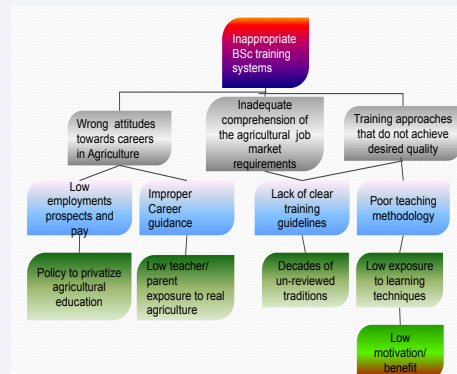 Inappropriate
BSc training
systems
Wrong attitudes
towards careers
in Agriculture
Inadequate
comprehension of
the agricultural job
market
requirements
Training approaches
that do not achieve
desired quality
Low
employments
prospects and
pay
Improper
Career
guidance
Lack of clear
training
guidelines
Poor teaching
methodology
Policy to privatize
agricultural
education
Low teacher/
parent
exposure to real
agriculture
Decades of
un-reviewed
traditions
Low exposure
to learning
techniques
Low
motivation/
benefit